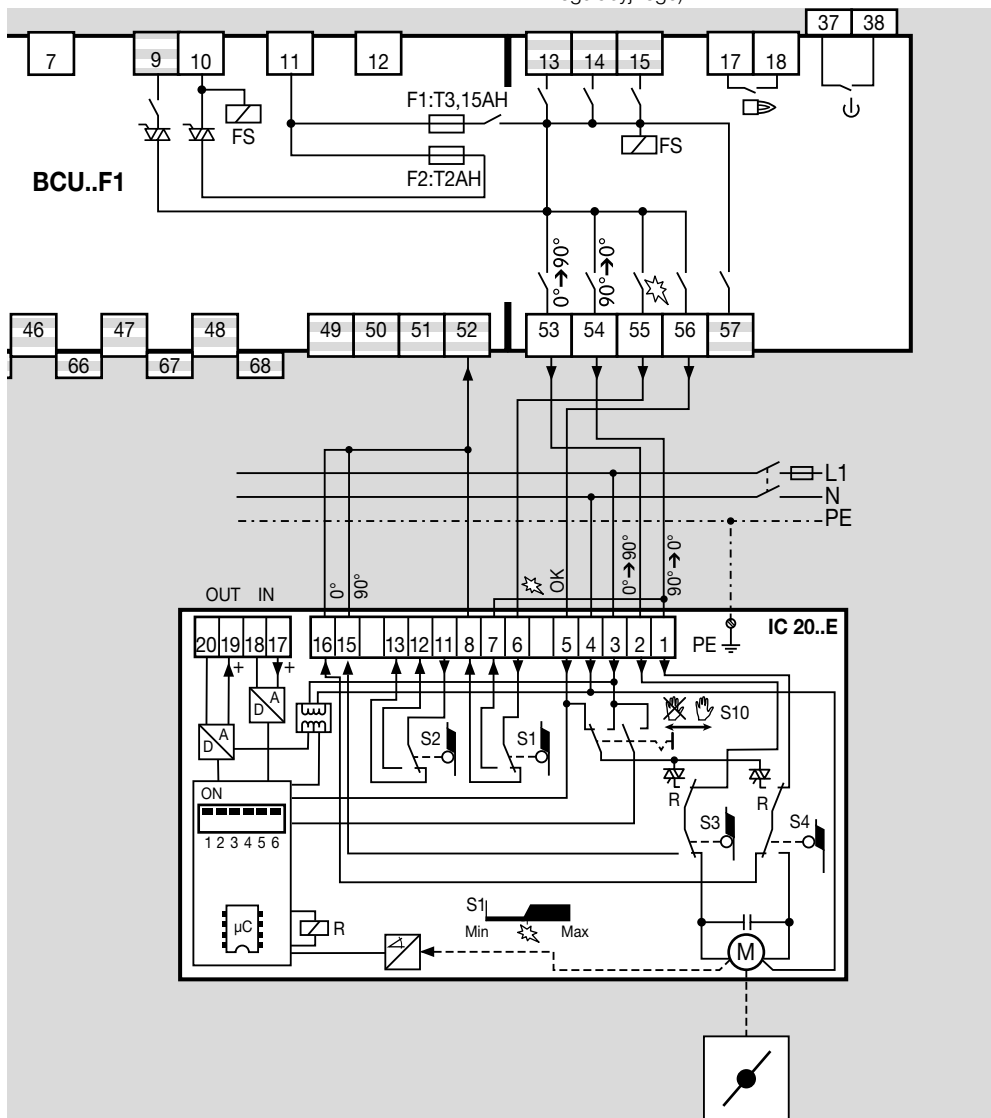 37 38
7 9 10 11 12 13 14 15 17 18
F1:T3,15AH
FS
FS
F2:T2AH
BCU..F1
0°➔90°
90°➔0°
46 47 48 49 50 51 52 53 54 55 56 57
66 67 68
L1
N
PE
0°
90°
OK
0°➔90°
90°➔0°
OUT IN
IC 20..E
20 19 18 17 16 15 13 12 11 8 7 6 5 4 3 2 1
PE
+ +
D A
S10
D A
S2 S1
ON
R R
1 2 3 4 5 6
S3 S4
S1
µC
R
Min Max
M